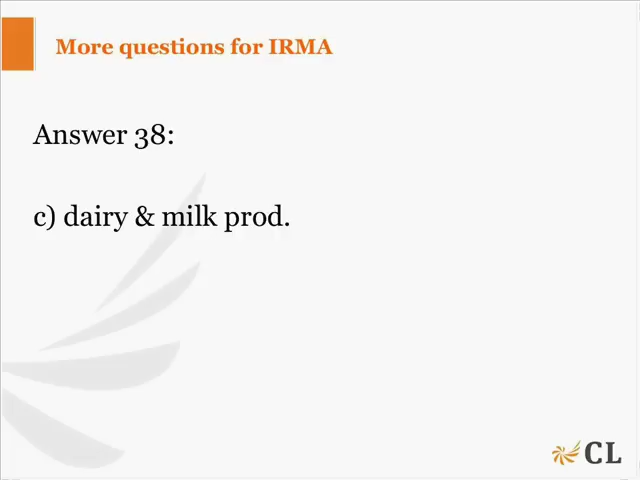 More questions for IRMA
Answer 38:
c) dairy & milk prod.
CL